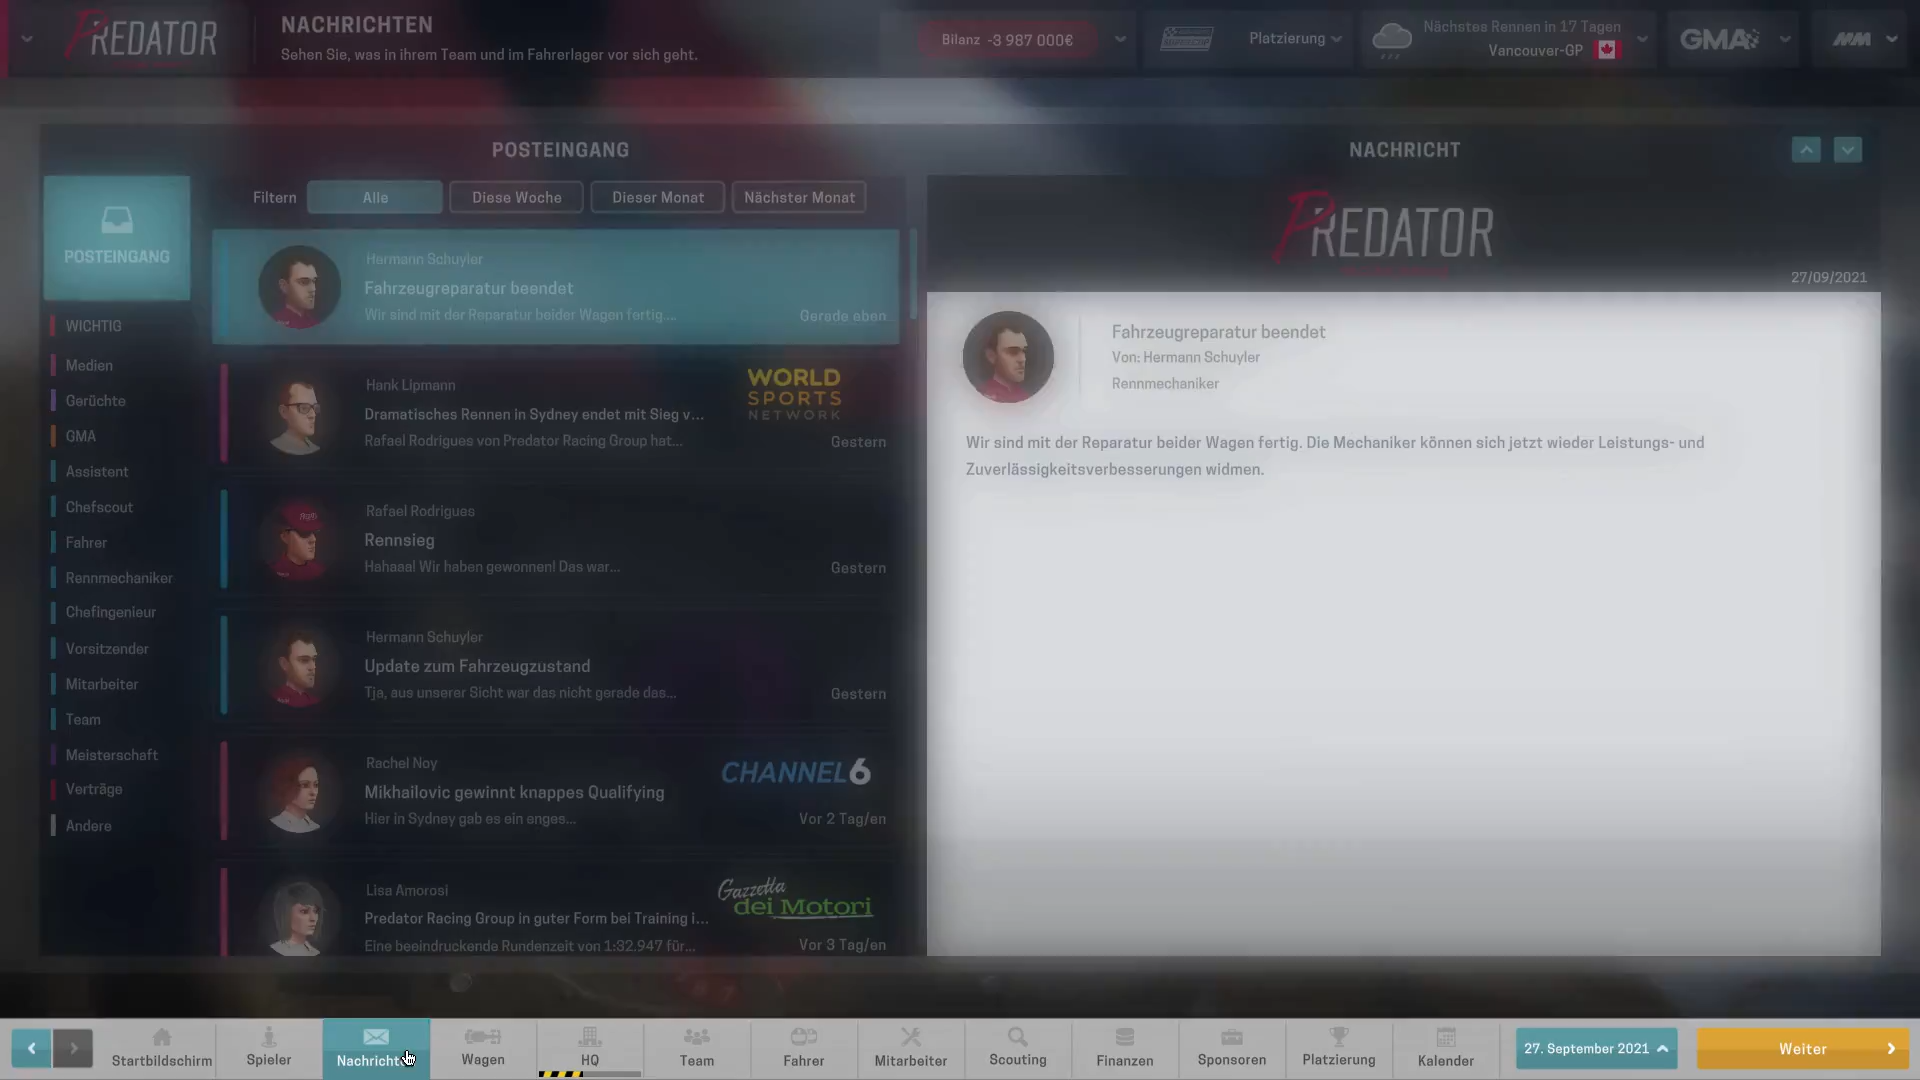 PREDATOR
NACHRICHTEN
Sehen Sie, was in ihrem Team und im Fahrerlager vor sich geht.
Bilanz -3 987 000€
Platzierung
Nächstes Rennen in 17 Tagen
Vancouver-GP
GMA
MM
POSTEINGANG
NACHRICHT
POSTEINGANG
WICHTIG
Medien
Gerüchte
GMA
Assistent
Chefscout
Fahrer
Rennmechaniker
Chefingenieur
Vorsitzender
Mitarbeiter
Team
Meisterschaft
Verträge
Andere
Filtern Alle Diese Woche Dieser Monat Nächster Monat
Hermann Schuyler
Fahrzeugreparatur beendet
Wir sind mit der Reparatur beider Wagen fertig....
Gerade eben
Hank Lipmann
Dramatisches Rennen in Sydney endet mit Sieg v...
Rafael Rodrigues von Predator Racing Group hat...
WORLD
SPORTS
NETWORK
Gestern
Rafael Rodrigues
Rennsieg
Hahaaa! Wir haben gewonnen! Das war...
Gestern
Hermann Schuyler
Update zum Fahrzeugzustand
Tja, aus unserer Sicht war das nicht gerade das...
Gestern
Rachel Noy
Mikhailovic gewinnt knappes Qualifying
Hier in Sydney gab es ein enges...
CHANNEL6
Vor 2 Tag/en
Lisa Amorosi
Predator Racing Group in guter Form bei Training i...
Eine beeindruckende Rundenzeit von 1:32,947 für...
Gazzetta
dei Motori
Vor 3 Tag/en
PREDATOR
27/09/2021
Fahrzeugreparatur beendet
Von: Hermann Schuyler
Rennmechaniker
Wir sind mit der Reparatur beider Wagen fertig. Die Mechaniker können sich jetzt wieder Leistungs- und
Zuverlässigkeitsverbesserungen widmen.
Startbildschirm
Spieler
Nachrichten
Wagen
HQ
Team
Fahrer
Mitarbeiter
Scouting
Finanzen
Sponsoren
Platzierung
Kalender
27. September 2021
Weiter